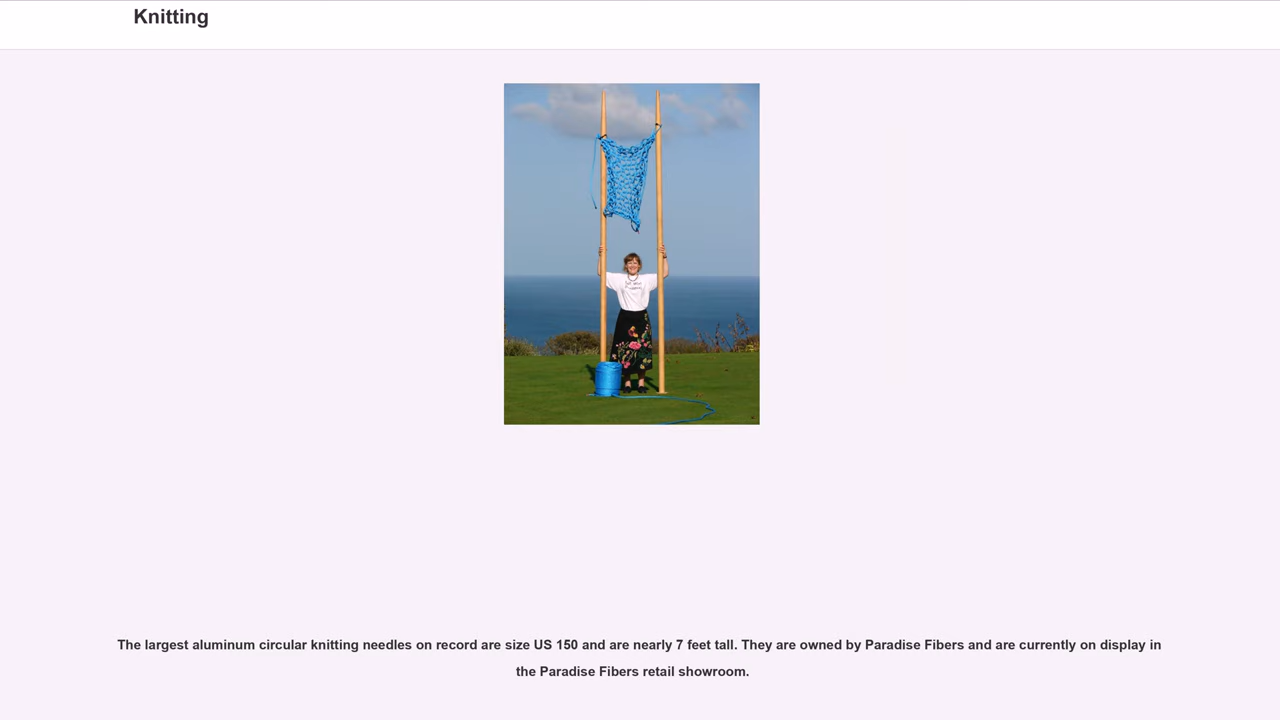 Knitting
The largest aluminum circular knitting needles on record are size US 150 and are nearly 7 feet tall. They are owned by Paradise Fibers and are currently on display in
the Paradise Fibers retail showroom.